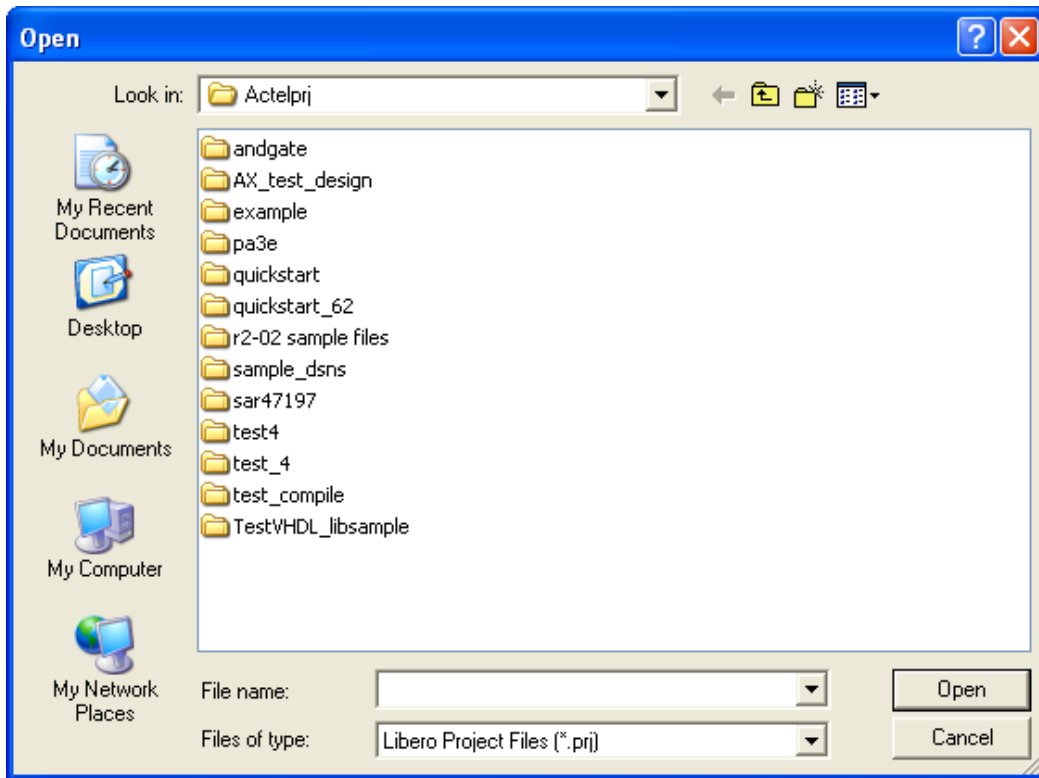 Open
Look in:
Actelprj
My Recent
Documents
Desktop
My Documents
My Computer
My Network
Places
andgate
AX_test_design
example
pa3e
quickstart
quickstart_62
r2-02 sample files
sample_dsns
sar47197
test4
test_4
test_compile
TestVHDL_libsample
File name:
Open
Files of type:
Libero Project Files (*.prj)
Cancel